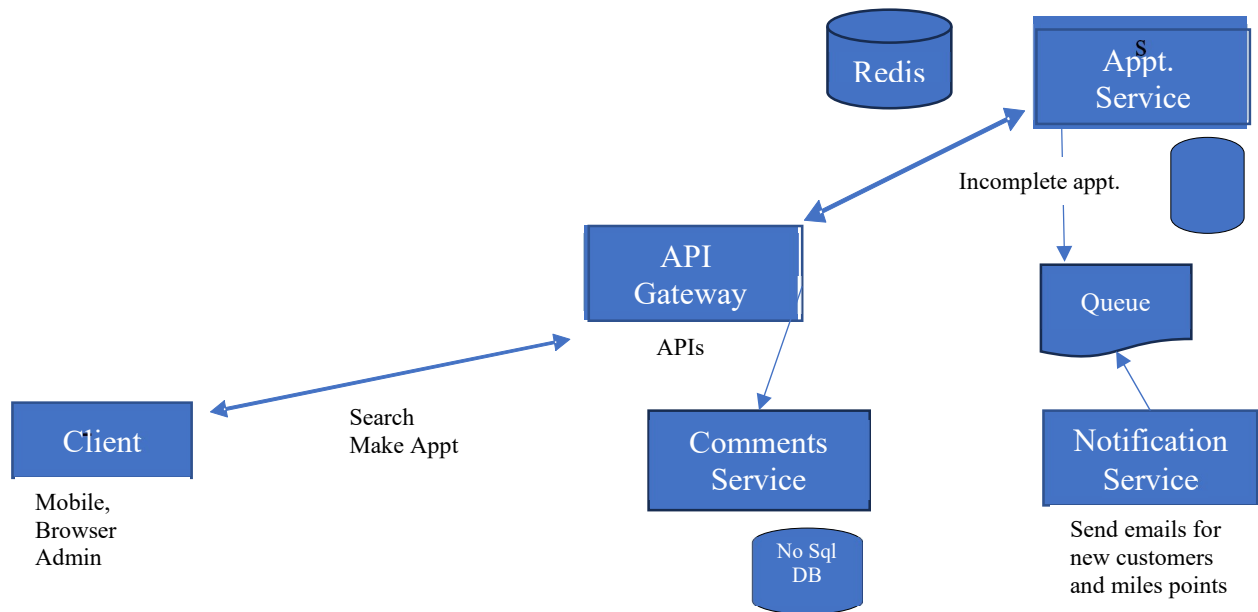 Redis
s
Appt.
Service
Incomplete appt.
API
Gateway
APIs
Queue
Client
Search
Make Appt
Comments
Service
Notification
Service
Mobile,
Browser
Admin
No Sql
DB
Send emails for
new customers
and miles points